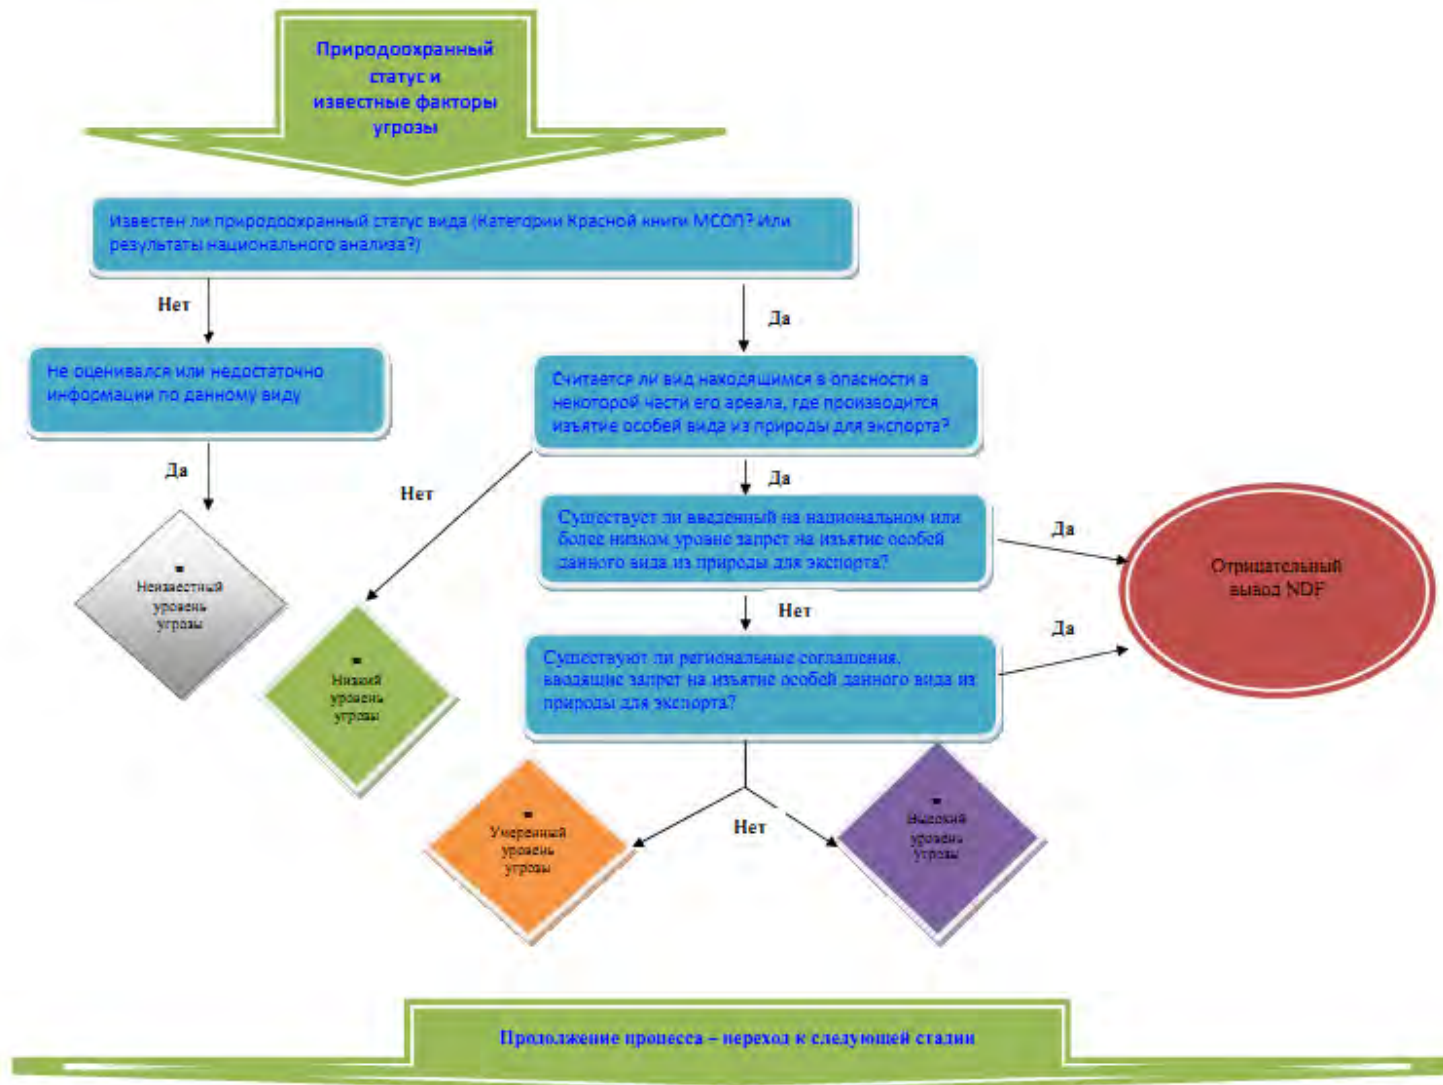 Природоохранный
статус и
известные факторы
угрозы
Известен ли природоохранный статус вида (Категории Красной книги МСОП? Или
результаты национального анализа?)
Нет
Да
Не оценивался или недостаточно
информации по данному виду
Считается ли вид находящимся в опасности в
некоторой части его ареала, где производится
изъятие особей вида из природы для экспорта?
Да
Нет
Да
Существует ли введенный на национальном или
более низком уровне запрет на изъятие особей
данного вида из природы для экспорта?
Да
Отрицательный
вывод NDF
Неизвестный
уровень
угрозы
Нет
Да
Существуют ли региональные соглашения,
вводящие запрет на изъятие особей данного вида из
природы для экспорта?
Низкий
уровень
угрозы
Умеренный
уровень
угрозы
Нет
Высокий
уровень
угрозы
Продолжение процесса – переход к следующей стадии